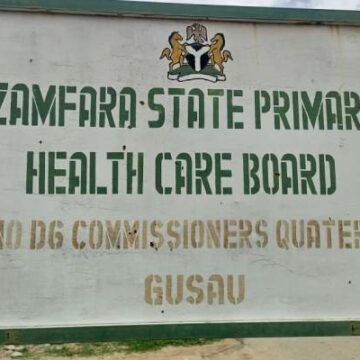 ZAMFARA STATE PRIMAR
HEALTH CARE BOARD
NO D6 COMMISSIONERS QUATE
GUSAU